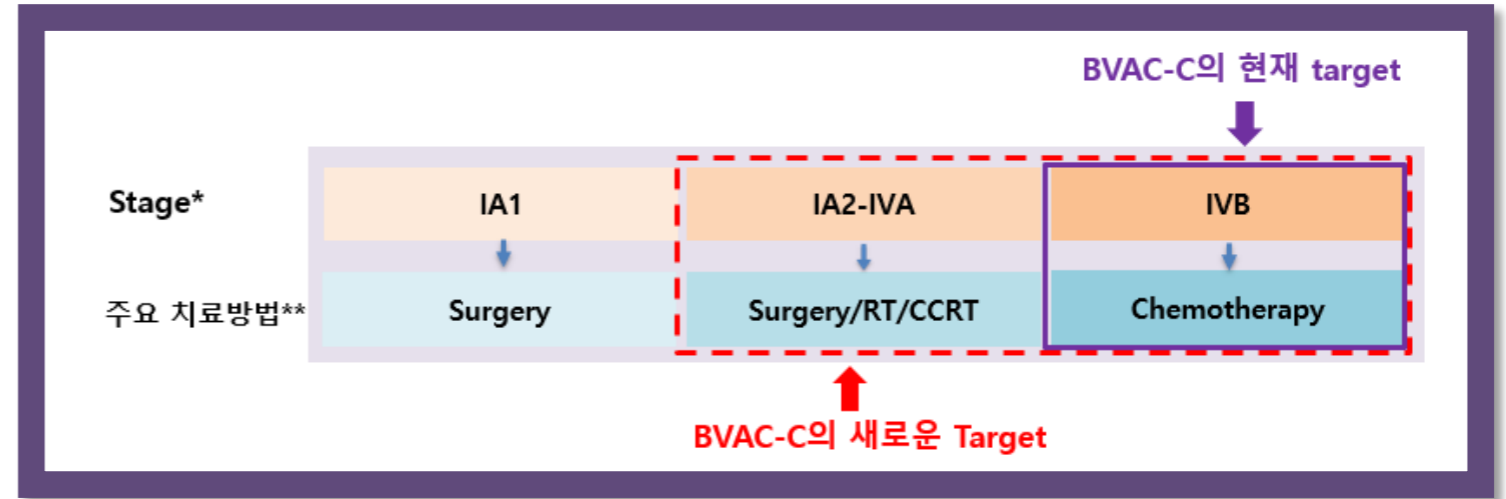 BVAC-C의 현재 target
Stage* IA1 IA2-IVA IVB
주요 치료방법** Surgery Surgery/RT/CCRT Chemotherapy
BVAC-C의 새로운 Target